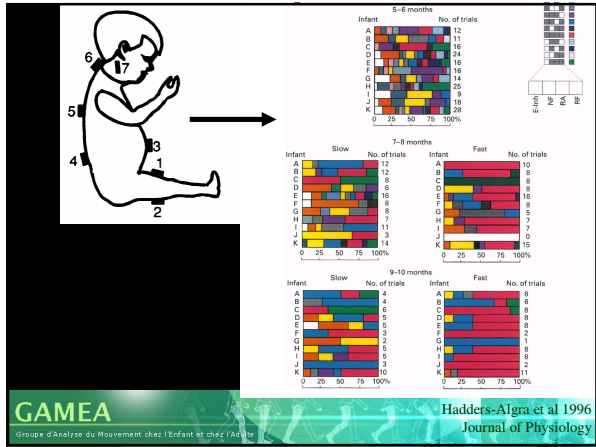 6
7
5
4
3
1
2
5–6 months
Infant No. of trials
A 12
B 11
C 16
D 24
E 16
F 16
G 14
H 25
I 9
J 18
K 28
0 25 50 75 100%
E-Inh
NF
RA
RF
7–8 months
Slow
Infant No. of trials
A 12
B 12
C 8
D 6
E 16
F 8
G 8
H 7
I 11
J 3
K 14
0 25 50 75 100%
Fast
Infant No. of trials
A 10
B 8
C 8
D 8
E 16
F 8
G 5
H 7
I 7
J 0
K 15
0 25 50 75 100%
9–10 months
Slow
Infant No. of trials
A 4
B 4
C 6
D 5
E 5
F 3
G 2
H 5
I 5
J 3
K 10
0 25 50 75 100%
Fast
Infant No. of trials
A 8
B 6
C 8
D 8
E 8
F 2
G 1
H 8
I 8
J 2
K 11
0 25 50 75 100%
GAMEA
Groupe d'Analyse du Mouvement chez l'Enfant et chez l'Adulte
Hadders-Algra et al 1996
Journal of Physiology